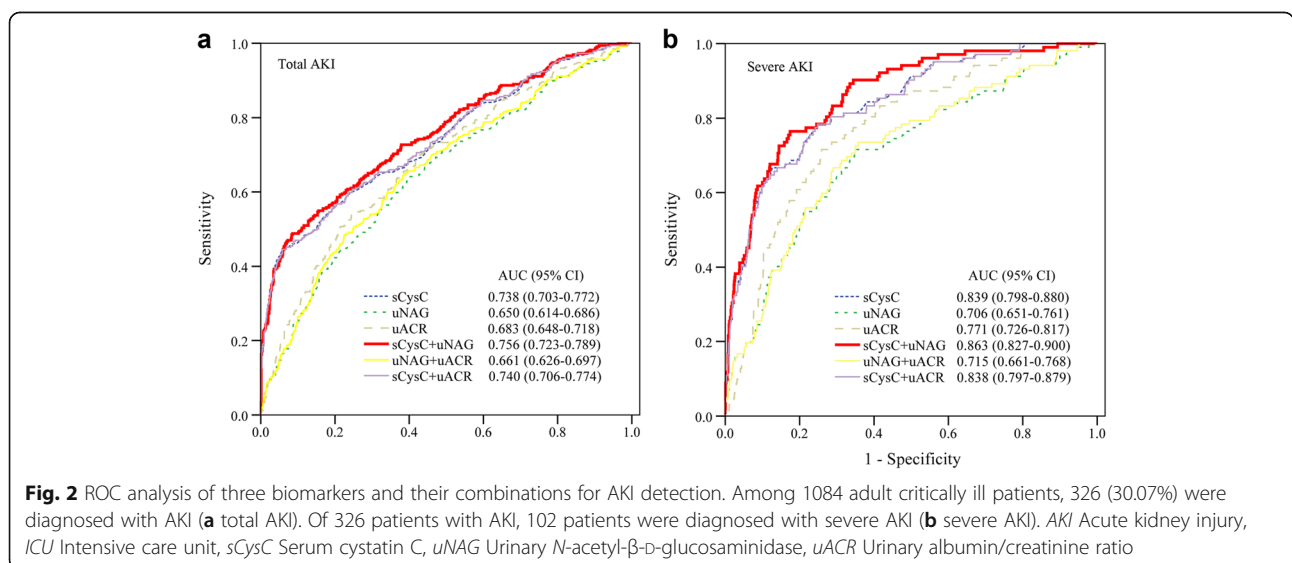 a
Total AKI
1.0
0.8
0.6
0.4
0.2
0.0
Sensitivity
AUC (95% CI)
sCysC 0.738 (0.703-0.772)
uNAG 0.650 (0.614-0.686)
uACR 0.683 (0.648-0.718)
sCysC+uNAG 0.756 (0.723-0.789)
uNAG+uACR 0.661 (0.626-0.697)
sCysC+uACR 0.740 (0.706-0.774)
0.0 0.2 0.4 0.6 0.8 1.0
b
Severe AKI
1.0
0.8
0.6
0.4
0.2
0.0
Sensitivity
AUC (95% CI)
sCysC 0.839 (0.798-0.880)
uNAG 0.706 (0.651-0.761)
uACR 0.771 (0.726-0.817)
sCysC+uNAG 0.863 (0.827-0.900)
uNAG+uACR 0.715 (0.661-0.768)
sCysC+uACR 0.838 (0.797-0.879)
0.0 0.2 0.4 0.6 0.8 1.0
1 - Specificity
Fig. 2 ROC analysis of three biomarkers and their combinations for AKI detection. Among 1084 adult critically ill patients, 326 (30.07%) were
diagnosed with AKI (a total AKI). Of 326 patients with AKI, 102 patients were diagnosed with severe AKI (b severe AKI). AKI Acute kidney injury,
ICU Intensive care unit, sCysC Serum cystatin C, uNAG Urinary N-acetyl-β-D-glucosaminidase, uACR Urinary albumin/creatinine ratio